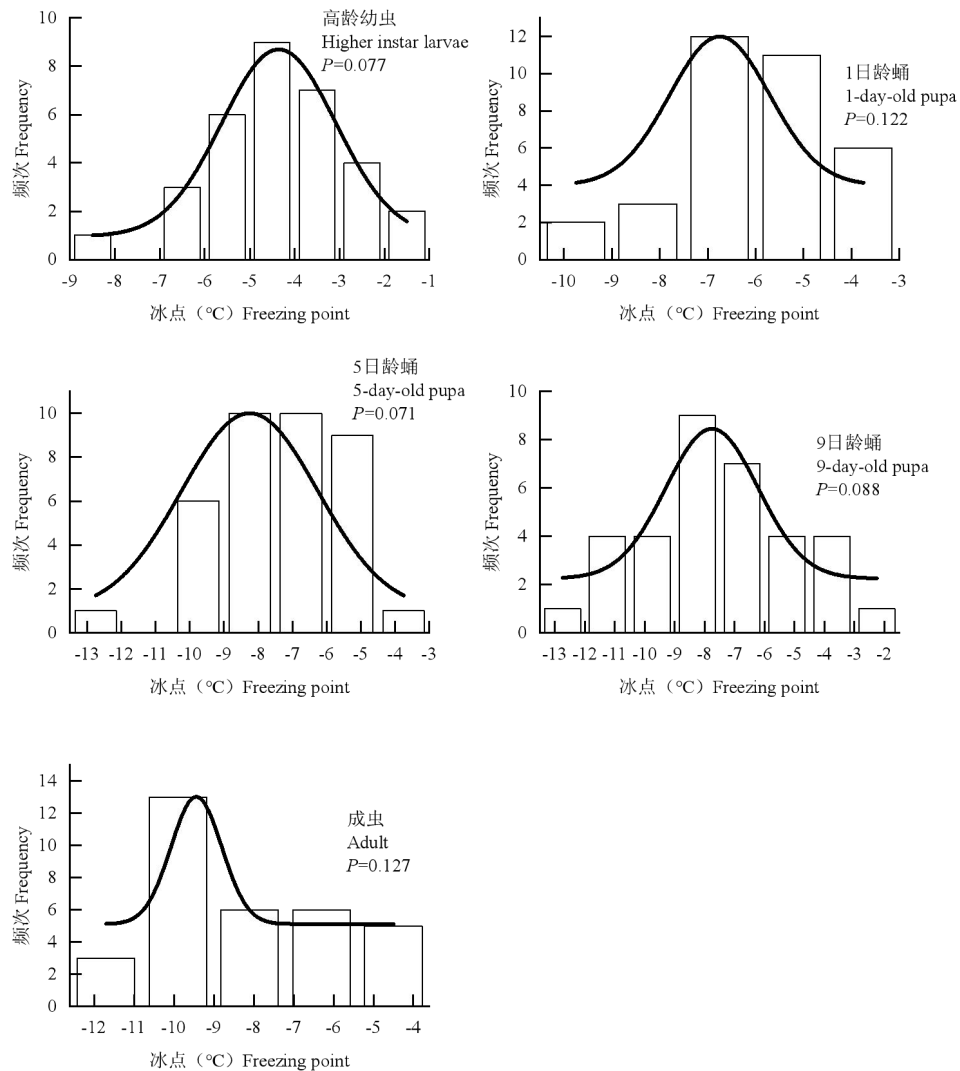 高龄幼虫
Higher instar larvae
P=0.077
频次 Frequency
10
8
6
4
2
0
-9 -8 -7 -6 -5 -4 -3 -2 -1
冰点（℃）Freezing point
1日龄蛹
1-day-old pupa
P=0.122
频次 Frequency
12
10
8
6
4
2
0
-10 -9 -8 -7 -6 -5 -4 -3
冰点（℃）Freezing point
5日龄蛹
5-day-old pupa
P=0.071
频次 Frequency
10
8
6
4
2
0
-13 -12 -11 -10 -9 -8 -7 -6 -5 -4 -3
冰点（℃）Freezing point
9日龄蛹
9-day-old pupa
P=0.088
频次 Frequency
10
8
6
4
2
0
-13 -12 -11 -10 -9 -8 -7 -6 -5 -4 -3 -2
冰点（℃）Freezing point
成虫
Adult
P=0.127
频次 Frequency
14
12
10
8
6
4
2
0
-12 -11 -10 -9 -8 -7 -6 -5 -4
冰点（℃）Freezing point